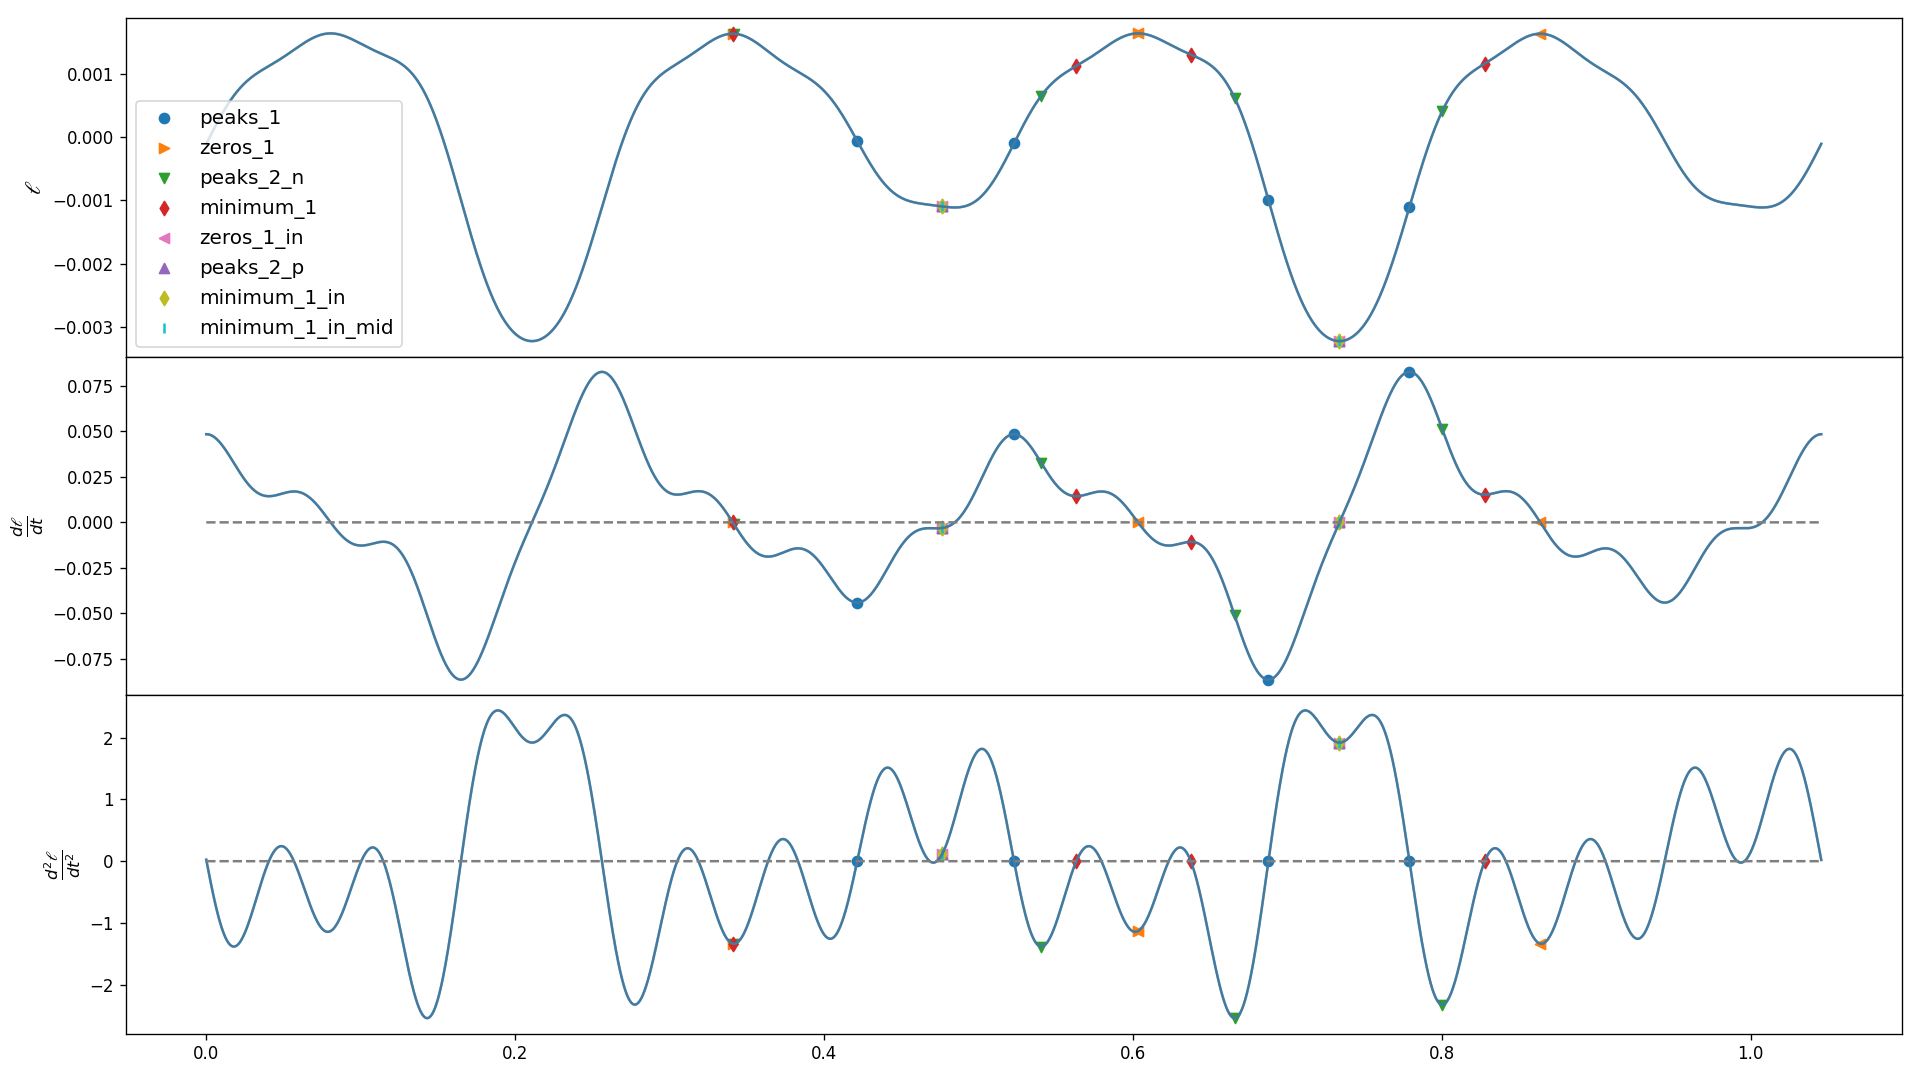 0.001
0.000
−0.001
−0.002
−0.003
ℓ
peaks_1
zeros_1
peaks_2_n
minimum_1
zeros_1_in
peaks_2_p
minimum_1_in
minimum_1_in_mid
0.075
0.050
0.025
0.000
−0.025
−0.050
−0.075
dℓ
dt
2
1
0
−1
−2
d²ℓ
dt²
0.0 0.2 0.4 0.6 0.8 1.0